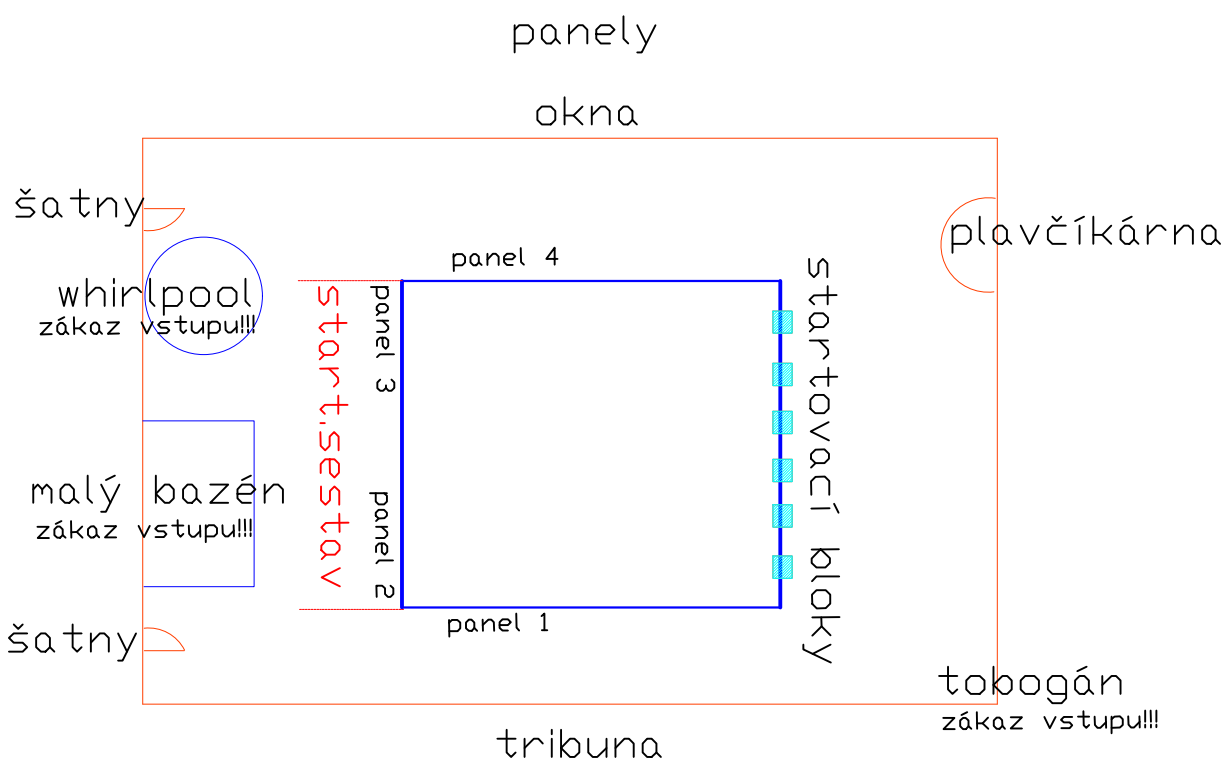 panely
okna
šatny
plavčíkárna
panel 4
whirlpool
zákaz vstupu!!!
start.sestav
panel 3
startovací bloky
malý bazén
zákaz vstupu!!!
panel 2
panel 1
šatny
tobogán
zákaz vstupu!!!
tribuna